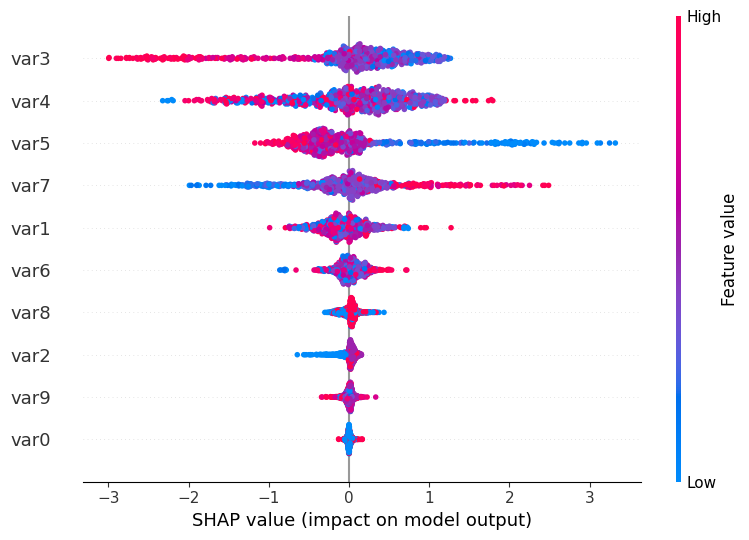 High
var3
var4
var5
var7
var1
var6
var8
var2
var9
var0
Feature value
Low
−3 −2 −1 0 1 2 3
SHAP value (impact on model output)